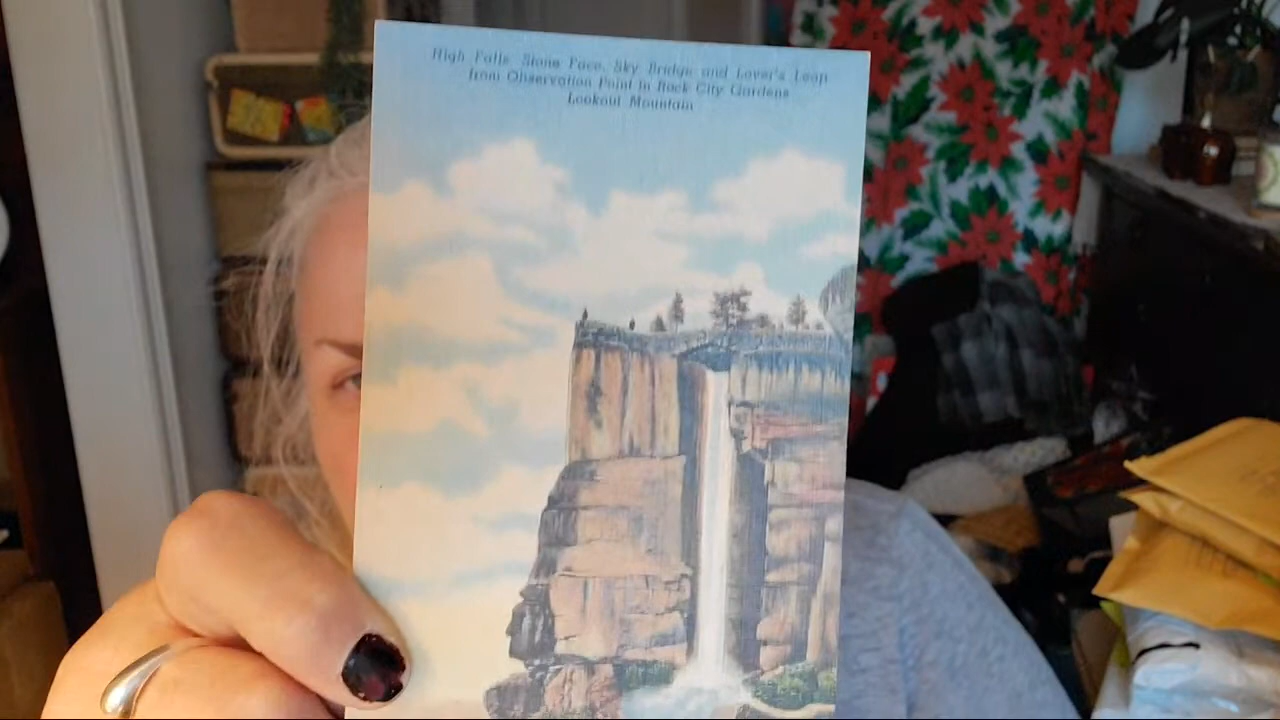 High Falls, Stone Face, Sky Bridge and Lover's Leap
from Observation Point in Rock City Gardens
Lookout Mountain